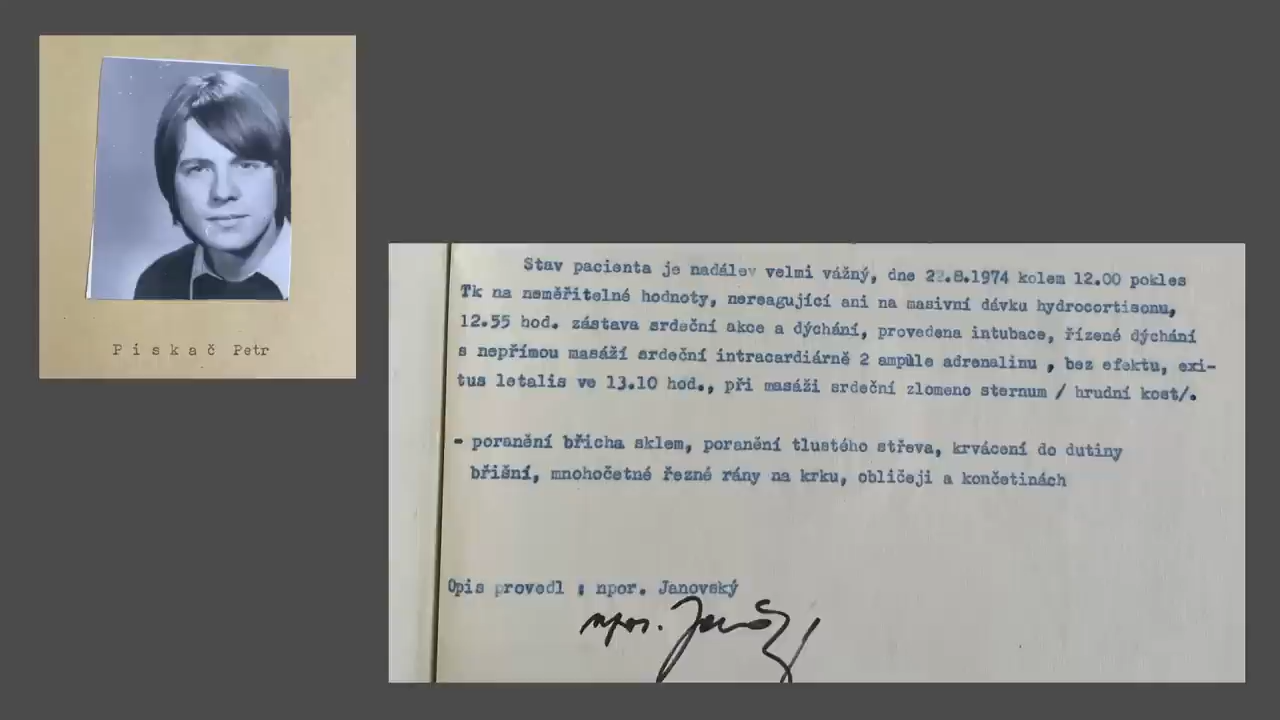 Piskač Petr
Stav pacienta je nadálev velmi vážný, dne 22.8.1974 kolem 12.00 pokles
Tk na neměřitelné hodnoty, nereagující ani na masivní dávku hydrocortisonu,
12.55 hod. zástava srdeční akce a dýchání, provedena intubace, řízené dýchání
s nepřímou masáží srdeční intracardiárně 2 ampule adrenalinu , bez efektu, exi-
tus letalis ve 13.10 hod., při masáži srdeční zlomeno sternum / hrudní kost/.
- poranění břicha sklem, poranění tlustého střeva, krvácení do dutiny
břišní, mnohočetné řezné rány na krku, obličeji a končetinách
Opis provedl : npor. Janovský
npor.